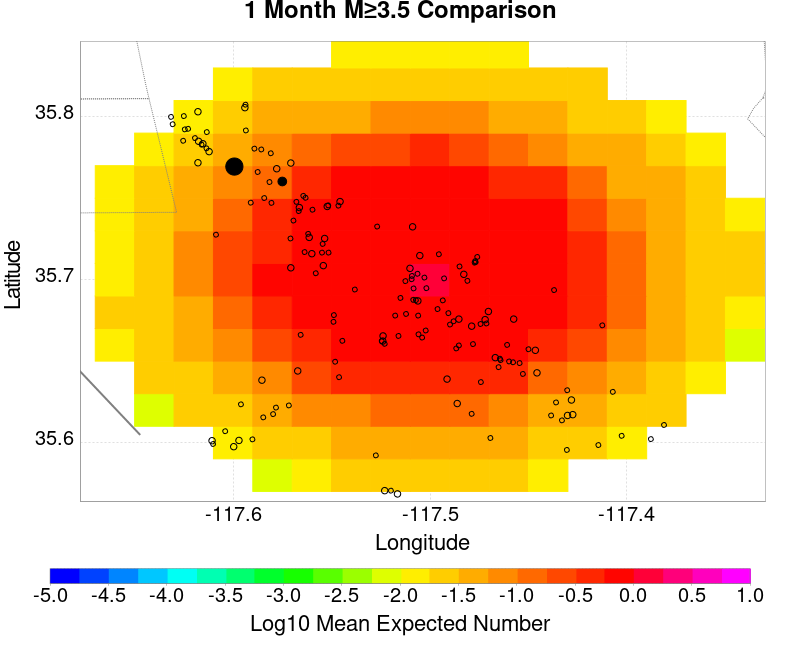 1 Month M≥3.5 Comparison
35.8
35.7
35.6
Latitude
-117.6 -117.5 -117.4
Longitude
-5.0 -4.5 -4.0 -3.5 -3.0 -2.5 -2.0 -1.5 -1.0 -0.5 0.0 0.5 1.0
Log10 Mean Expected Number